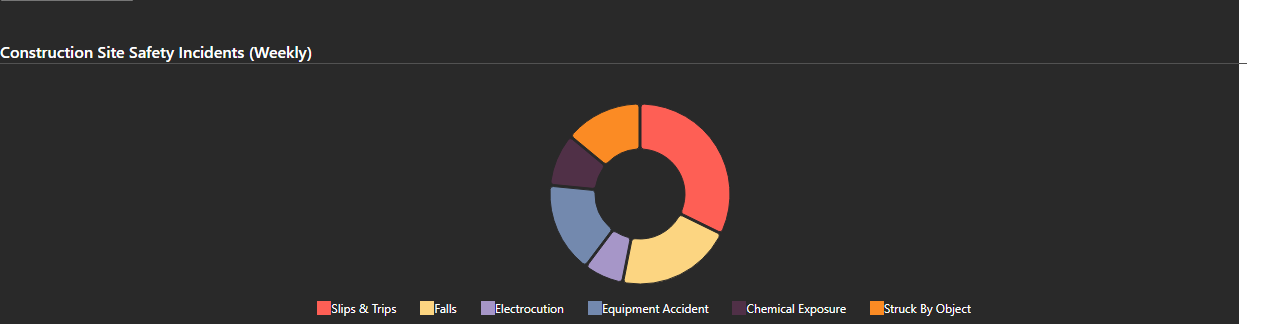 Construction Site Safety Incidents (Weekly)
Slips & Trips Falls Electrocution Equipment Accident Chemical Exposure Struck By Object